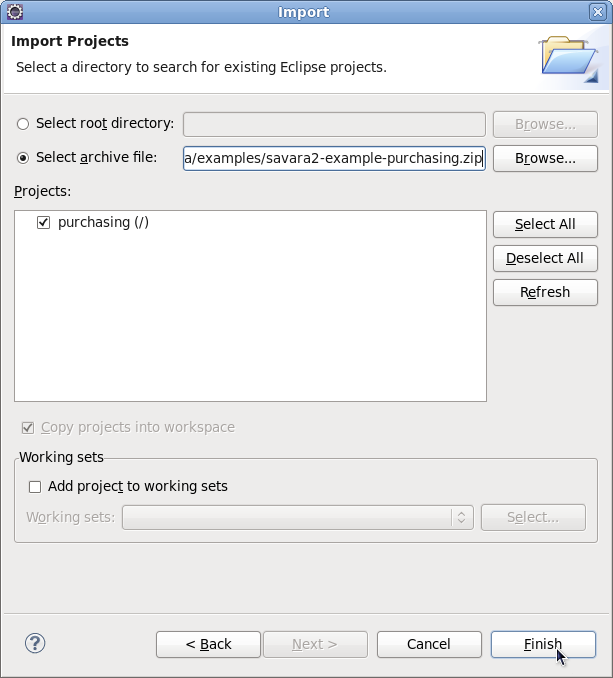 Import
Import Projects
Select a directory to search for existing Eclipse projects.
Select root directory:
Browse...
Select archive file:
a/examples/savara2-example-purchasing.zip
Browse...
Projects:
purchasing (/)
Select All
Deselect All
Refresh
Copy projects into workspace
Working sets
Add project to working sets
Working sets:
Select...
?
< Back
Next >
Cancel
Finish